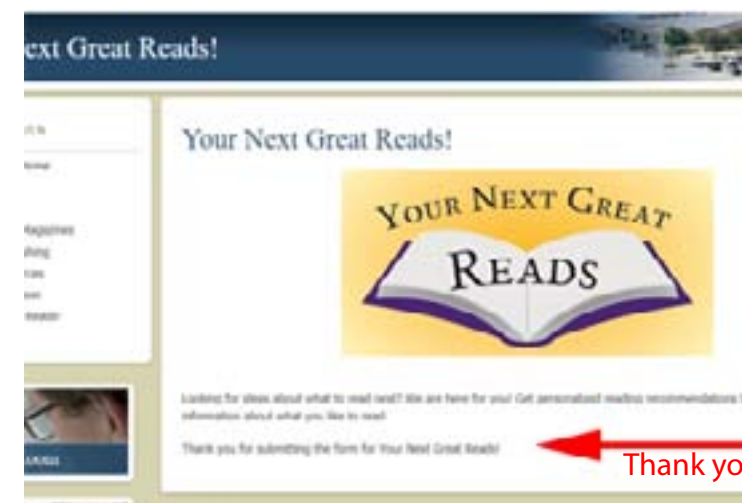 ext Great Reads!
Your Next Great Reads!
YOUR NEXT GREAT
READS
Magazines
Looking for ideas about what to read next? We are here for you! Get personalized reading recommendations
information about what you like to read
Thank you for submitting the form for Your Next Great Reads!
Thank yo